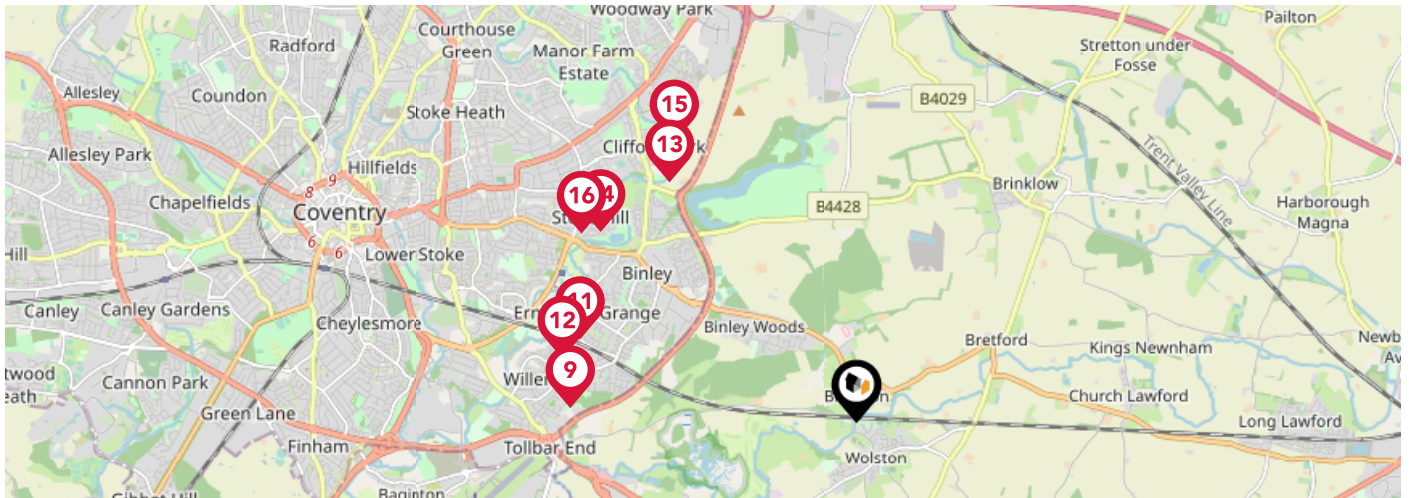 Woodway Park
Pailton
Courthouse
Green
Radford
Manor Farm
Estate
Stretton under
Fosse
Allesley
Coundon
B4029
15
Stoke Heath
13
Allesley Park
Hillfields
Trent Valley Line
8
9
Brinklow
16
4
Chapelfields
Coventry
B4428
Harborough
Magna
6
6
Lower Stoke
Binley
11
Canley
Canley Gardens
Cheylesmore
12
Grange
Binley Woods
Bretford
Kings Newnham
9
Cannon Park
Church Lawford
Green Lane
Long Lawford
Finham
Tollbar End
Wolston
Baginton
Gibbet Hill